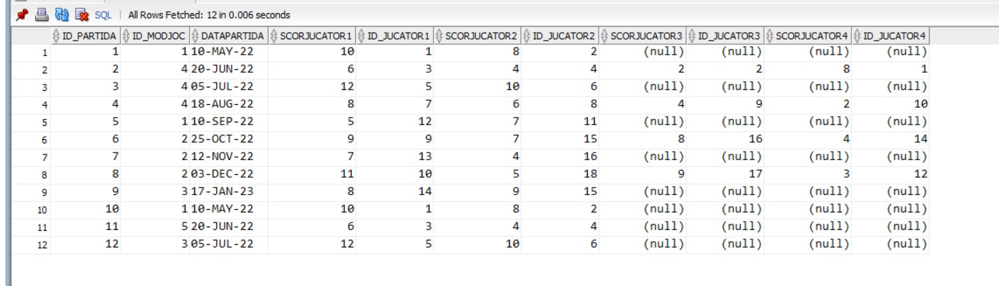 SQL | All Rows Fetched: 12 in 0.006 seconds
ID_PARTIDA ID_MODJOC DATAPARTIDA SCORJUCATOR1 ID_JUCATOR1 SCORJUCATOR2 ID_JUCATOR2 SCORJUCATOR3 ID_JUCATOR3 SCORJUCATOR4 ID_JUCATOR4
1 1 1 10-MAY-22 10 1 8 2 (null) (null) (null) (null)
2 2 4 20-JUN-22 6 3 4 4 2 2 8 1
3 3 4 05-JUL-22 12 5 10 6 (null) (null) (null) (null)
4 4 4 18-AUG-22 8 7 6 8 4 9 2 10
5 5 1 10-SEP-22 5 12 7 11 (null) (null) (null) (null)
6 6 2 25-OCT-22 9 9 7 15 8 16 4 14
7 7 2 12-NOV-22 7 13 4 16 (null) (null) (null) (null)
8 8 2 03-DEC-22 11 10 5 18 9 17 3 12
9 9 3 17-JAN-23 8 14 9 15 (null) (null) (null) (null)
10 10 1 10-MAY-22 10 1 8 2 (null) (null) (null) (null)
11 11 5 20-JUN-22 6 3 4 4 (null) (null) (null) (null)
12 12 3 05-JUL-22 12 5 10 6 (null) (null) (null) (null)